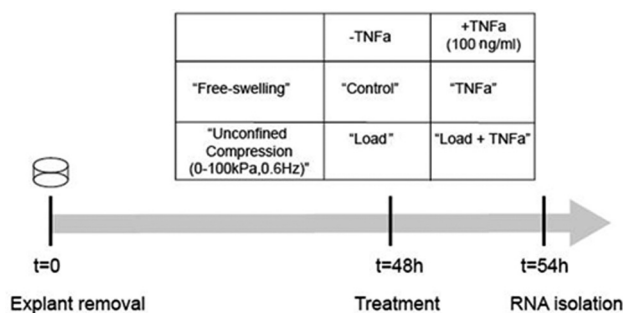 -TNFa
+TNFa
(100 ng/ml)
“Free-swelling”
“Control”
“TNFa”
“Unconfined
Compression
(0-100kPa,0.6Hz)”
“Load”
“Load + TNFa”
t=0
t=48h
t=54h
Explant removal
Treatment
RNA isolation